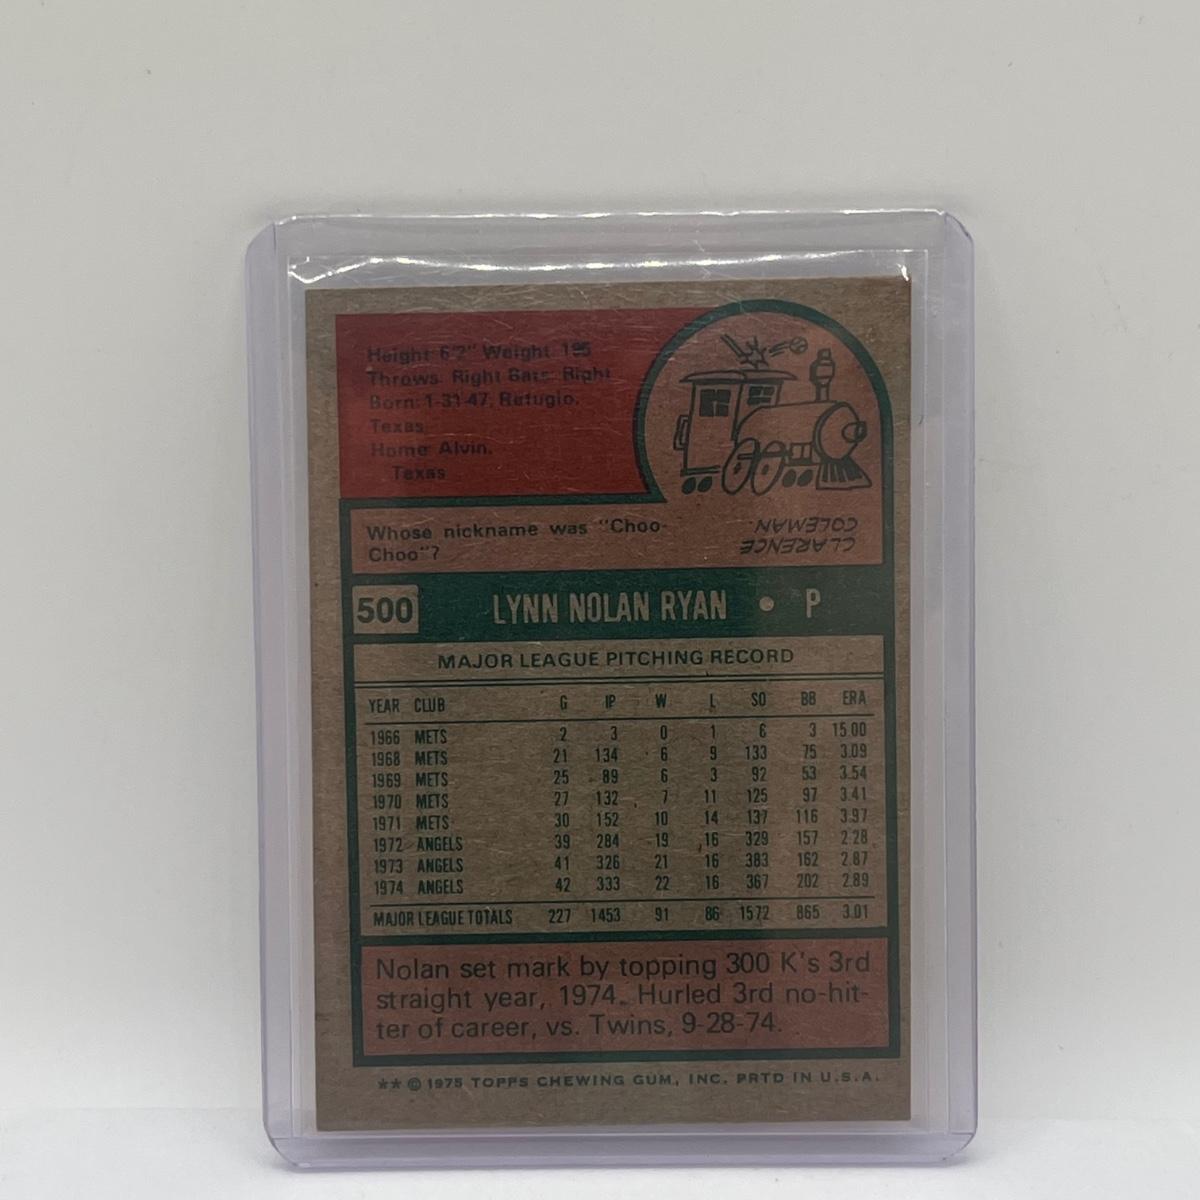 Height 6'2" Weight 195
Throws Right Bats Right
Born: 1-31-47, Refugio,
Texas
Home Alvin,
Texas
Whose nickname was "Choo-
Choo"?
CLARENCE
COLEMAN.
500 LYNN NOLAN RYAN • P
MAJOR LEAGUE PITCHING RECORD
YEAR CLUB G IP W L SO BB ERA
1966 METS 2 3 0 1 6 3 15.00
1968 METS 21 134 6 9 133 75 3.09
1969 METS 25 89 6 3 92 53 3.54
1970 METS 27 132 7 11 125 97 3.41
1971 METS 30 152 10 14 137 116 3.97
1972 ANGELS 39 284 19 16 329 157 2.28
1973 ANGELS 41 326 21 16 383 162 2.87
1974 ANGELS 42 333 22 16 367 202 2.89
MAJOR LEAGUE TOTALS 227 1453 91 86 1572 865 3.01
Nolan set mark by topping 300 K's 3rd
straight year, 1974. Hurled 3rd no-hit-
ter of career, vs. Twins, 9-28-74.
** © 1975 TOPPS CHEWING GUM, INC. PRTD IN U.S.A.